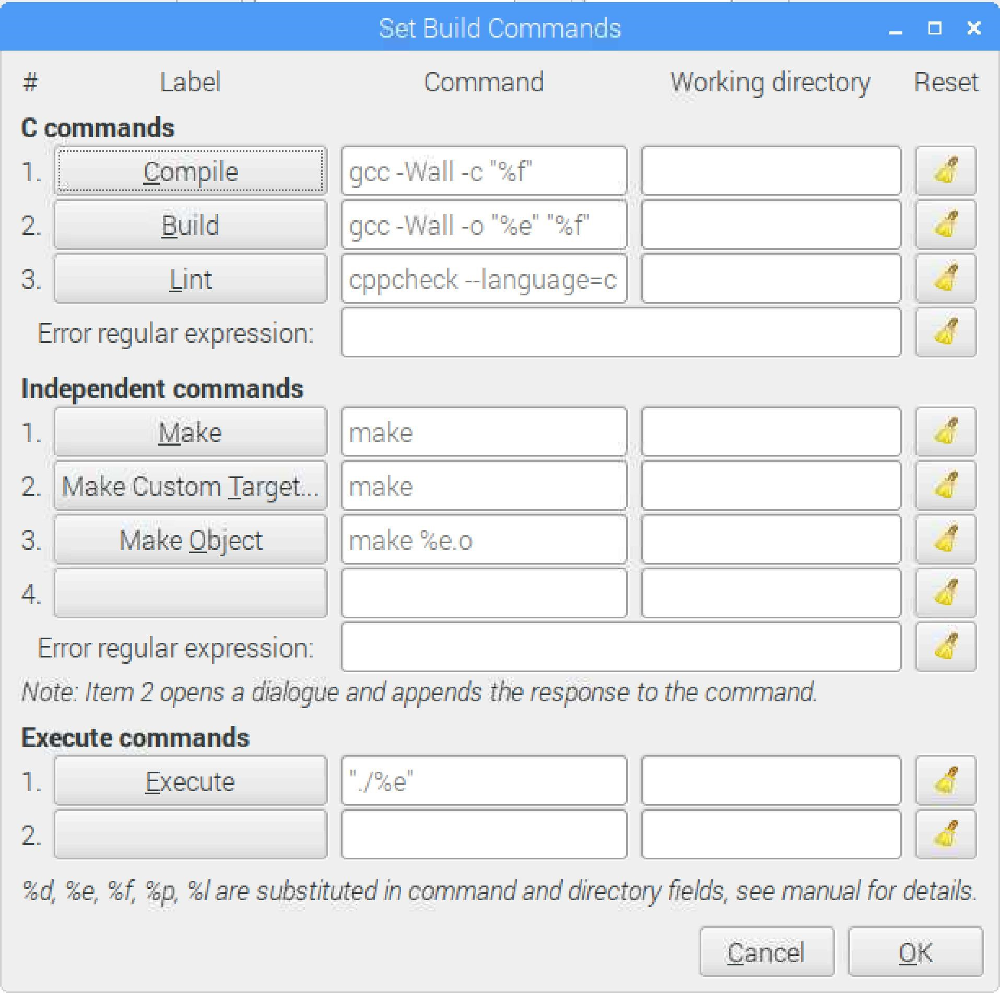 Set Build Commands
# Label Command Working directory Reset
C commands
1. Compile gcc -Wall -c "%f"
2. Build gcc -Wall -o "%e" "%f"
3. Lint cppcheck --language=c
Error regular expression:
Independent commands
1. Make make
2. Make Custom Target... make
3. Make Object make %e.o
4.
Error regular expression:
Note: Item 2 opens a dialogue and appends the response to the command.
Execute commands
1. Execute "./%e"
2.
%d, %e, %f, %p, %l are substituted in command and directory fields, see manual for details.
Cancel OK